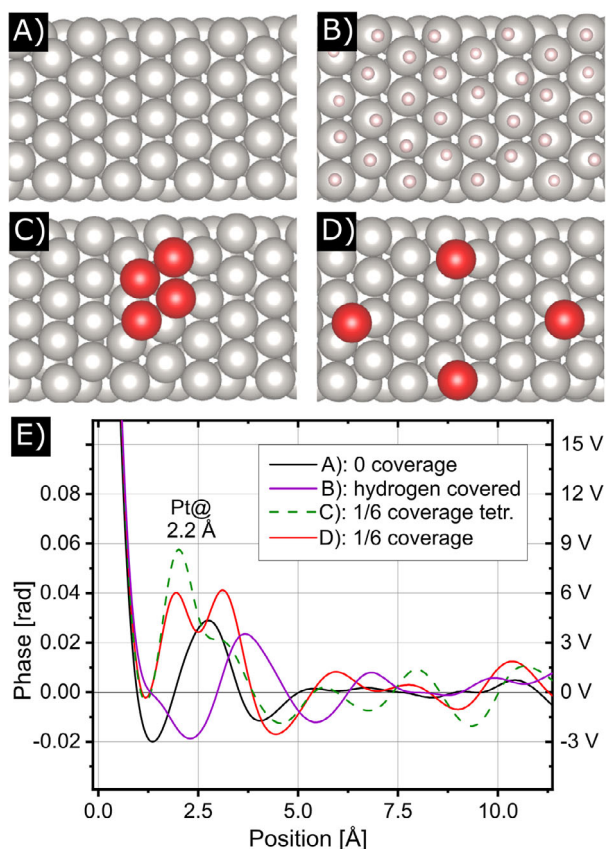 A)
B)
C)
D)
E)
Pt@
2.2 Å
A): 0 coverage
B): hydrogen covered
C): 1/6 coverage tetr.
D): 1/6 coverage
Phase [rad]
0.08
0.06
0.04
0.02
0.00
-0.02
15 V
12 V
9 V
6 V
3 V
0 V
-3 V
0.0 2.5 5.0 7.5 10.0
Position [Å]